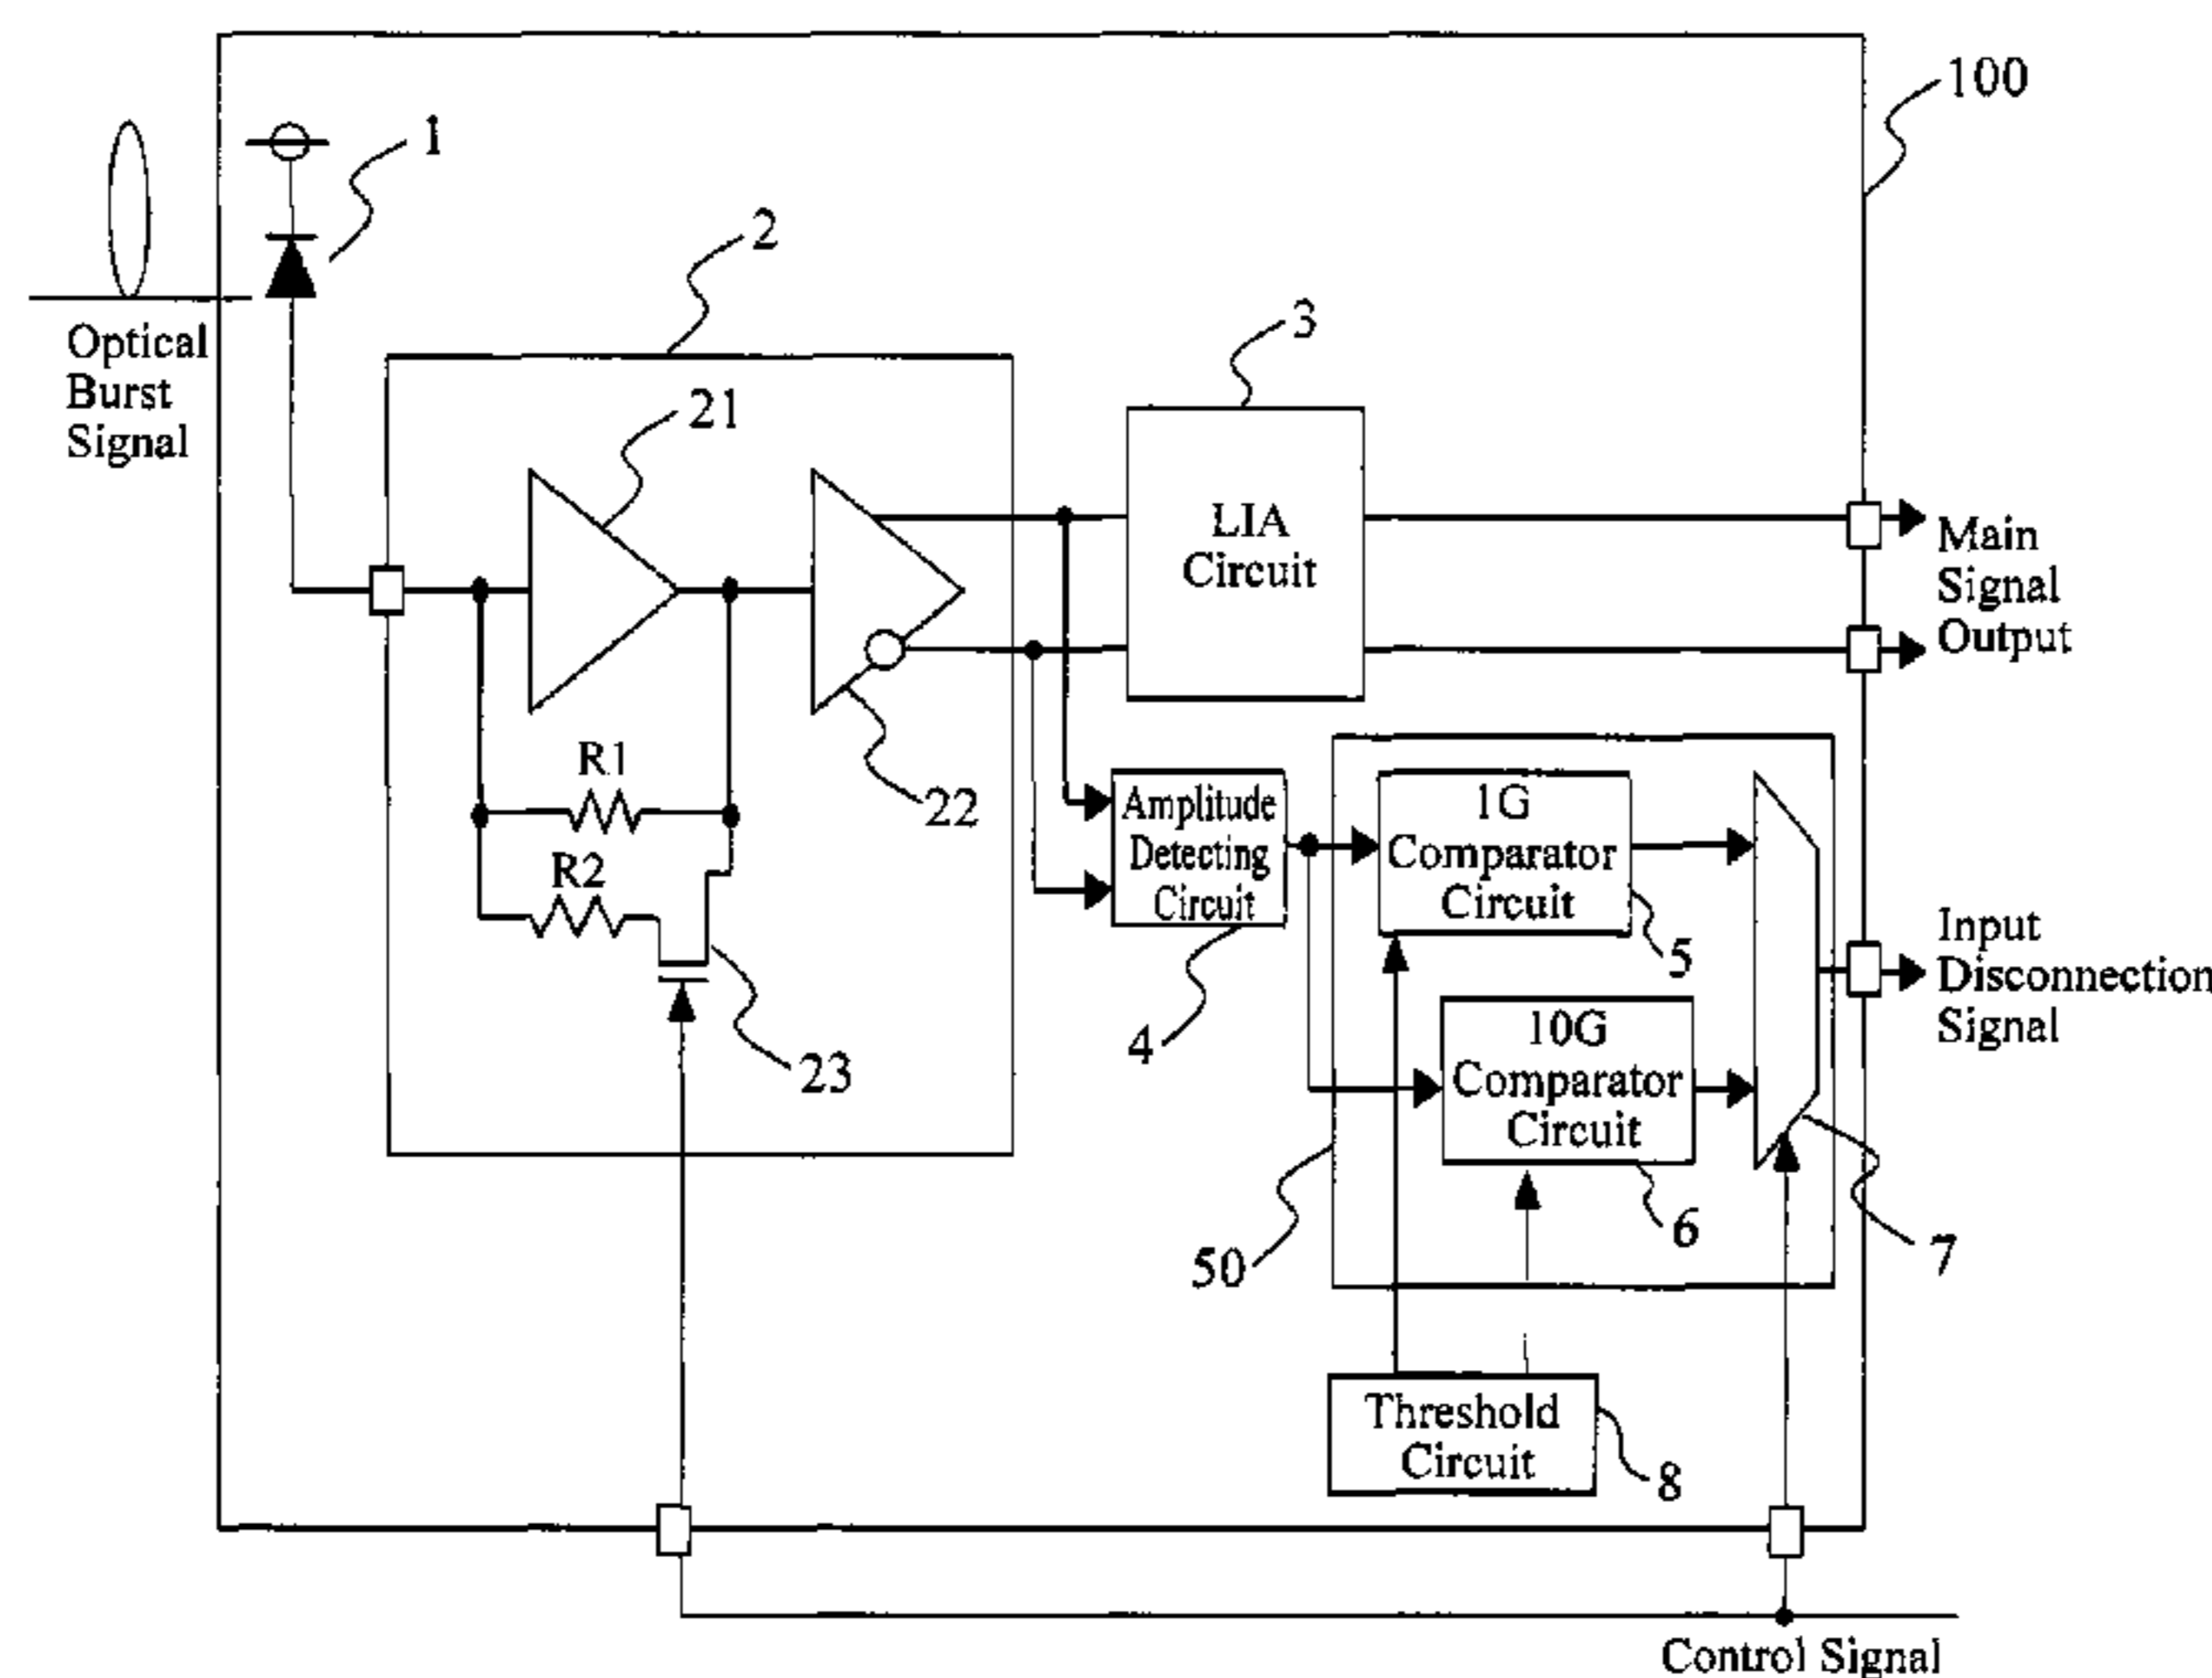 100
1
2
Optical
Burst
Signal
3
21
LIA
Circuit
Main
Signal
Output
R1
22
R2
Amplitude
Detecting
Circuit
1G
Comparator
Circuit
5
Input
Disconnection
Signal
4
23
10G
Comparator
Circuit
6
50
7
Threshold
Circuit
8
Control Signal